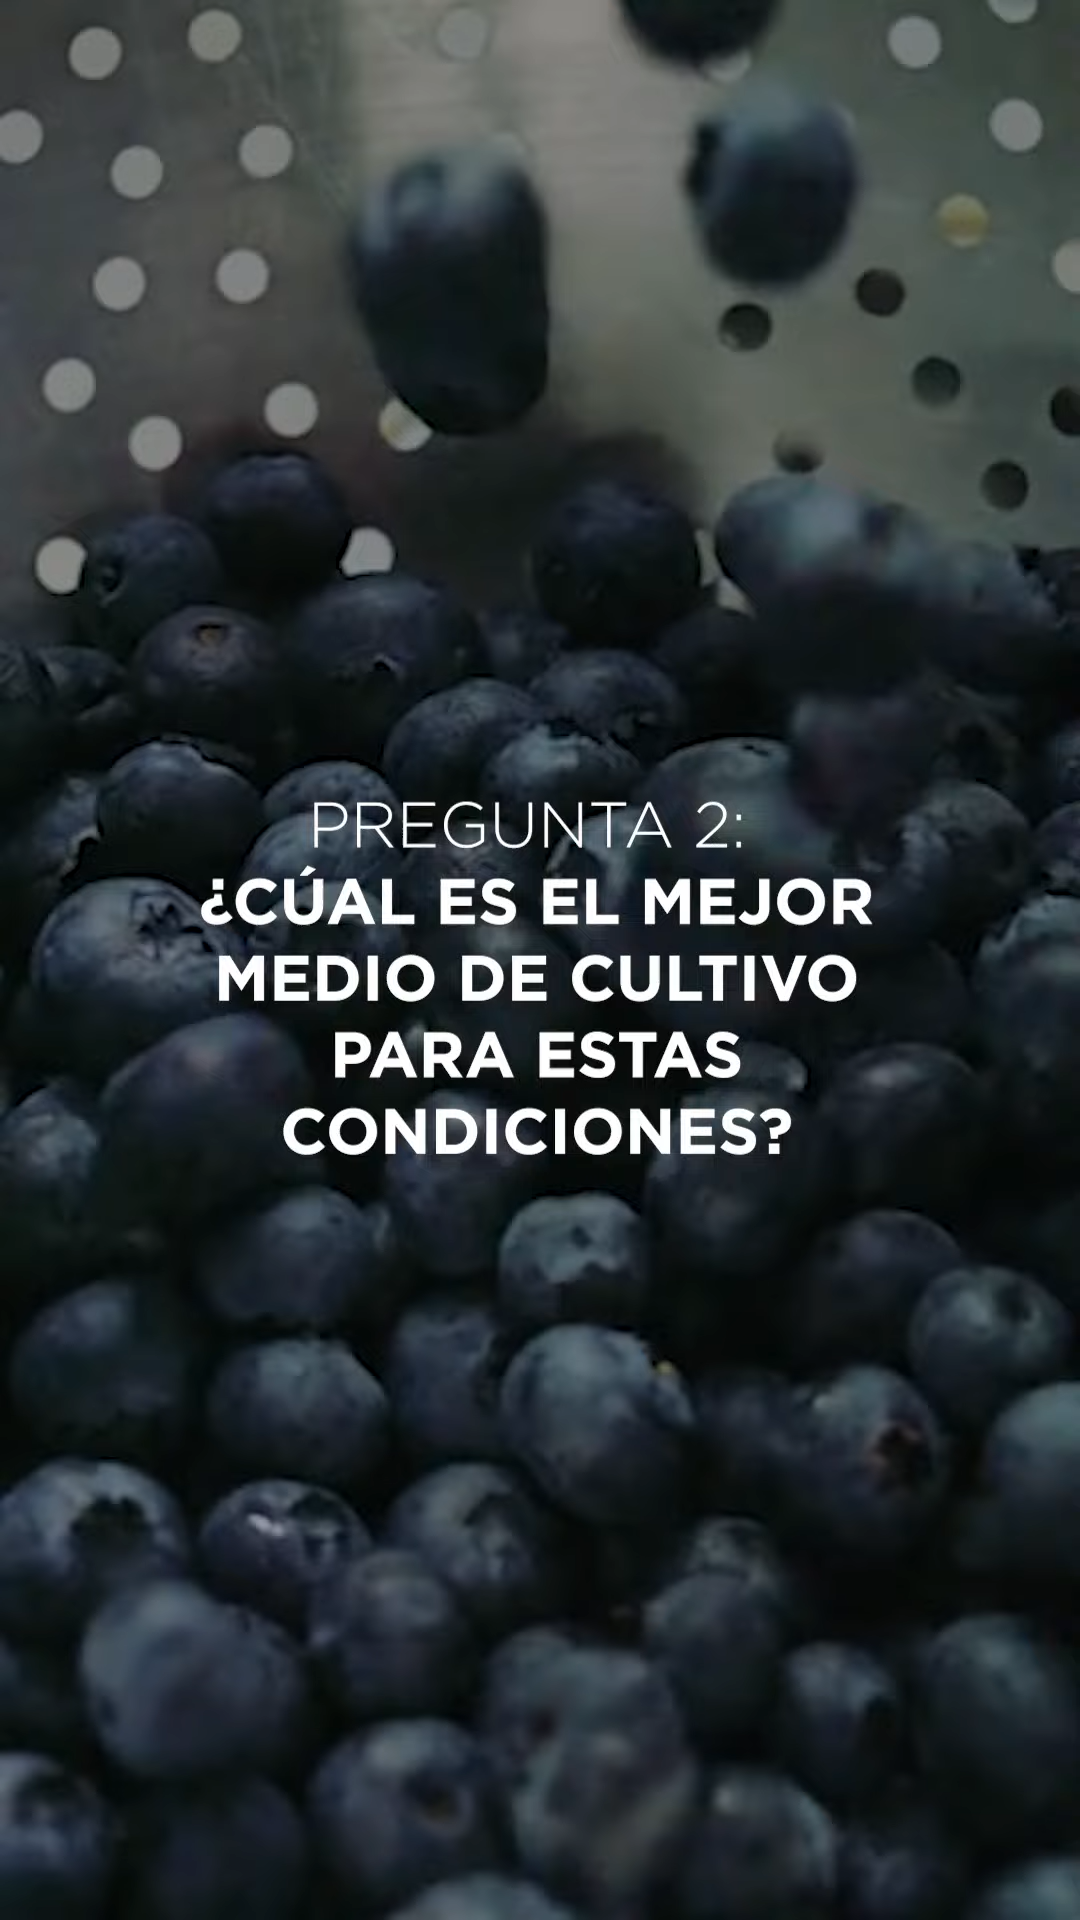 PREGUNTA 2:
¿CÚAL ES EL MEJOR
MEDIO DE CULTIVO
PARA ESTAS
CONDICIONES?